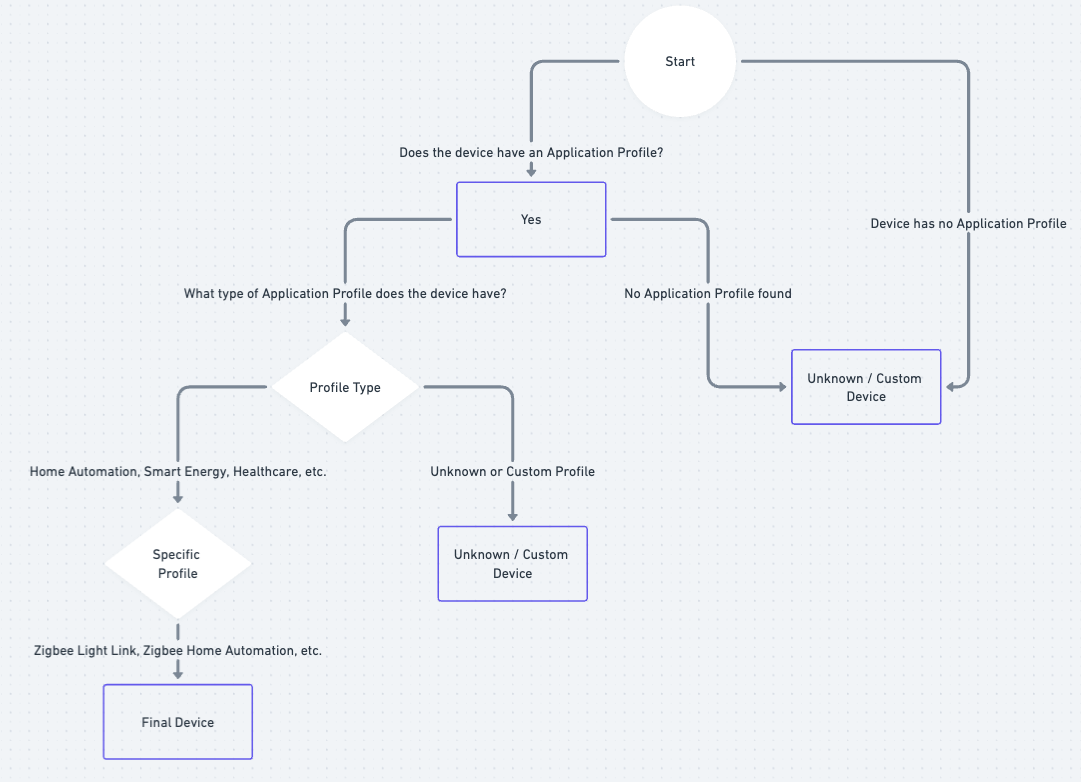 Start
Does the device have an Application Profile?
Yes
Device has no Application Profile
What type of Application Profile does the device have?
No Application Profile found
Profile Type
Unknown / Custom
Device
Home Automation, Smart Energy, Healthcare, etc.
Unknown or Custom Profile
Specific
Profile
Unknown / Custom
Device
Zigbee Light Link, Zigbee Home Automation, etc.
Final Device